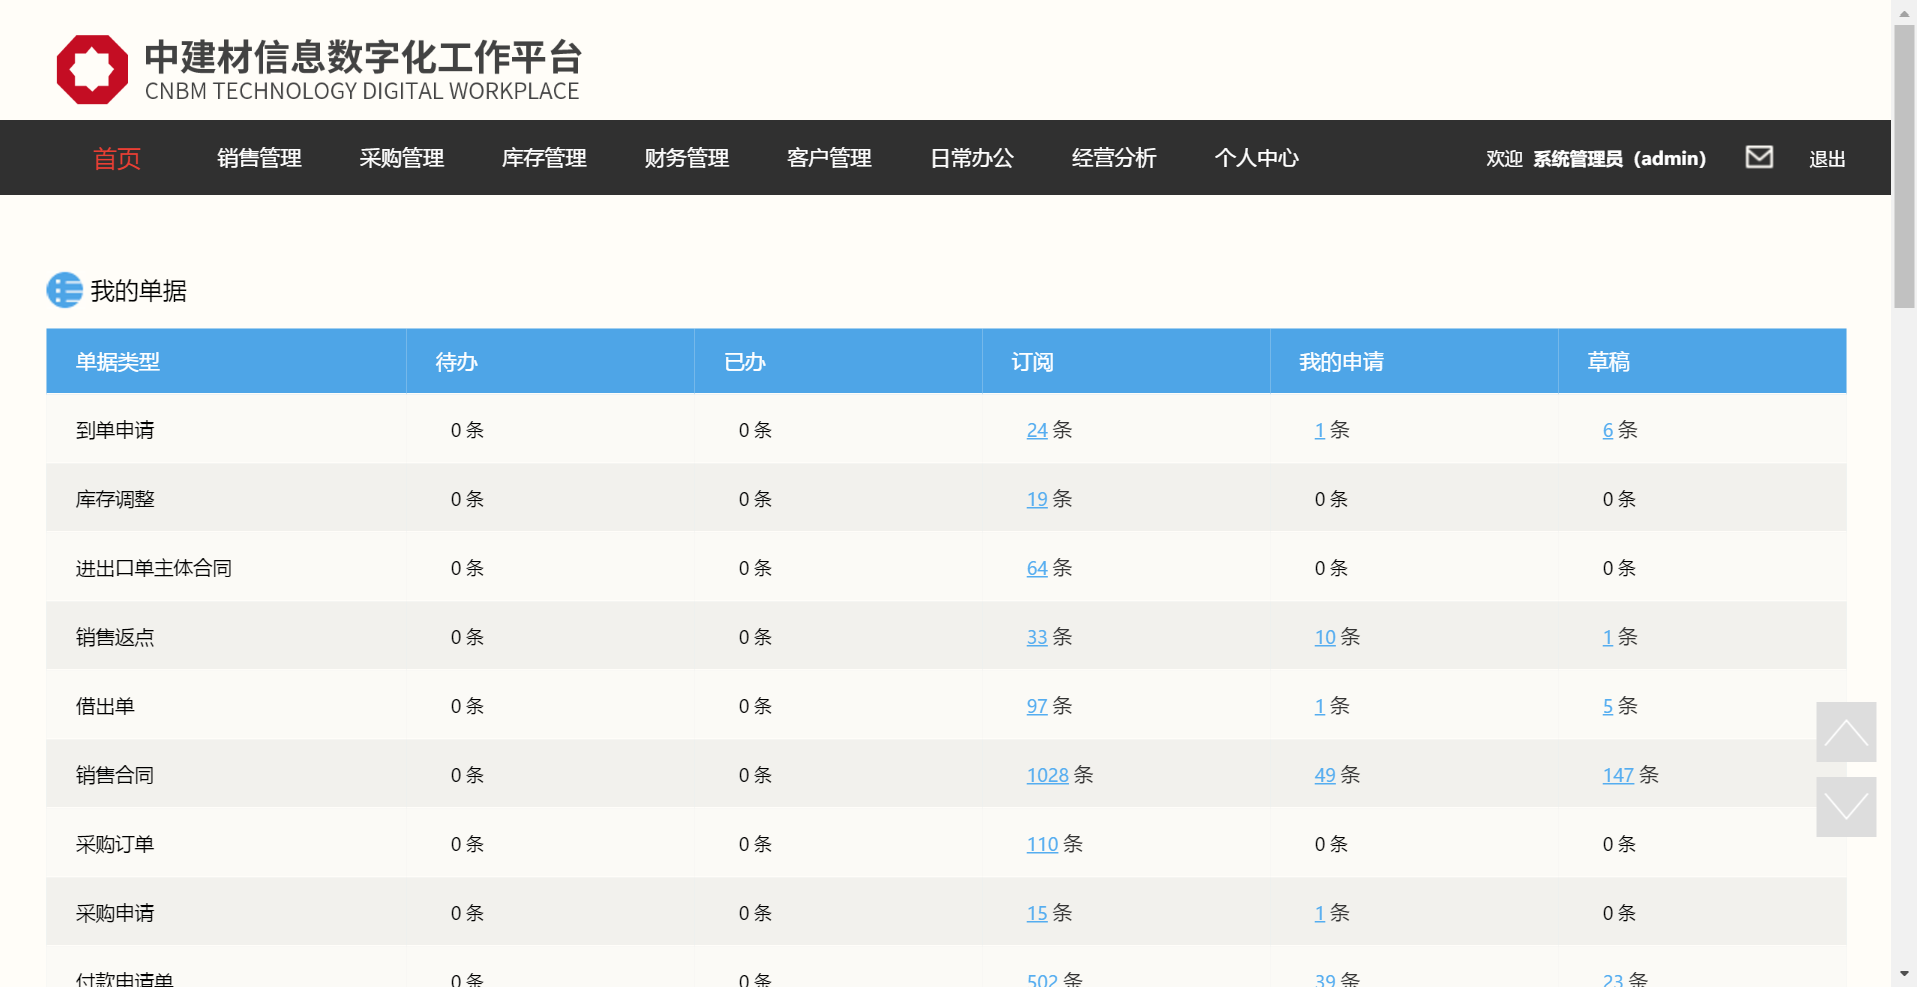 中建材信息数字化工作平台
CNBM TECHNOLOGY DIGITAL WORKPLACE
首页 销售管理 采购管理 库存管理 财务管理 客户管理 日常办公 经营分析 个人中心 欢迎 系统管理员（admin） 退出
我的单据
单据类型 待办 已办 订阅 我的申请 草稿
到单申请 0 条 0 条 24 条 1 条 6 条
库存调整 0 条 0 条 19 条 0 条 0 条
进出口单主体合同 0 条 0 条 64 条 0 条 0 条
销售返点 0 条 0 条 33 条 10 条 1 条
借出单 0 条 0 条 97 条 1 条 5 条
销售合同 0 条 0 条 1028 条 49 条 147 条
采购订单 0 条 0 条 110 条 0 条 0 条
采购申请 0 条 0 条 15 条 1 条 0 条
付款申请单 0 条 0 条 502 条 39 条 23 条